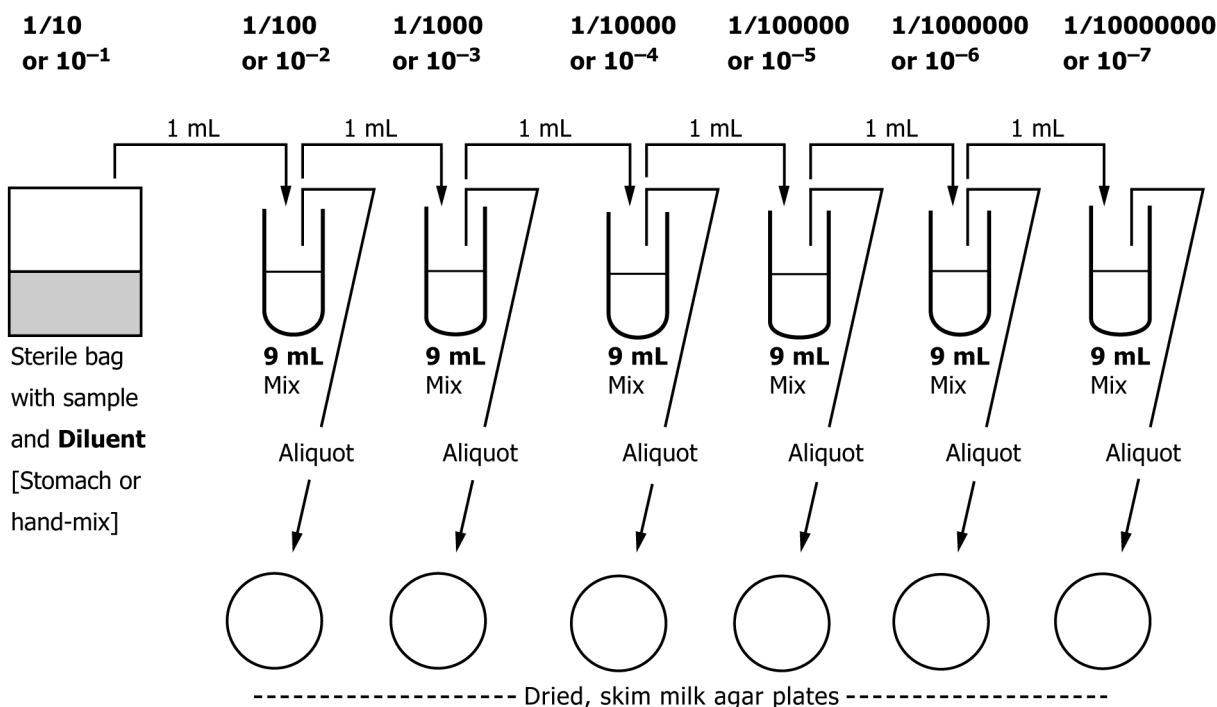 1/10 1/100 1/1000 1/10000 1/100000 1/1000000 1/10000000
or 10⁻¹ or 10⁻² or 10⁻³ or 10⁻⁴ or 10⁻⁵ or 10⁻⁶ or 10⁻⁷
1 mL 1 mL 1 mL 1 mL 1 mL 1 mL
Sterile bag
with sample
and Diluent
[Stomach or
hand-mix]
9 mL 9 mL 9 mL 9 mL 9 mL 9 mL
Mix Mix Mix Mix Mix Mix
Aliquot Aliquot Aliquot Aliquot Aliquot Aliquot
Dried, skim milk agar plates